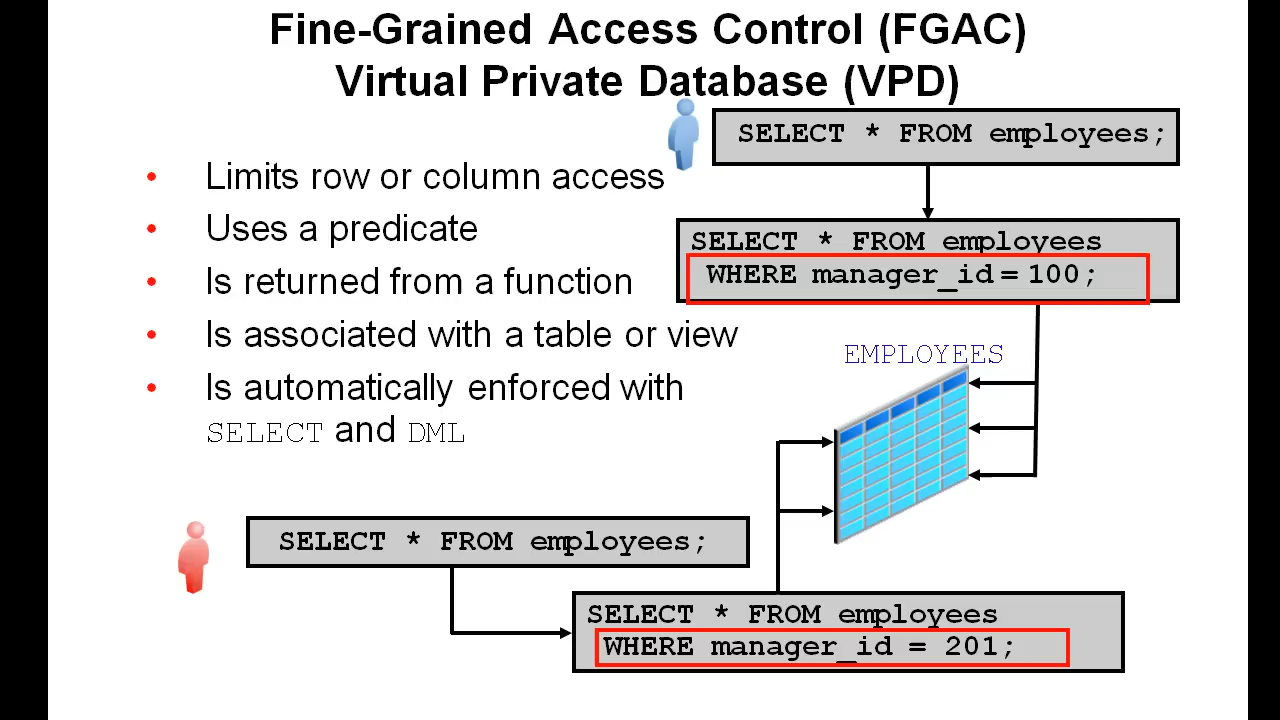 Fine-Grained Access Control (FGAC)
Virtual Private Database (VPD)
SELECT * FROM employees;
• Limits row or column access
• Uses a predicate
• Is returned from a function
• Is associated with a table or view
• Is automatically enforced with
SELECT and DML
SELECT * FROM employees
WHERE manager_id = 100;
EMPLOYEES
SELECT * FROM employees;
SELECT * FROM employees
WHERE manager_id = 201;